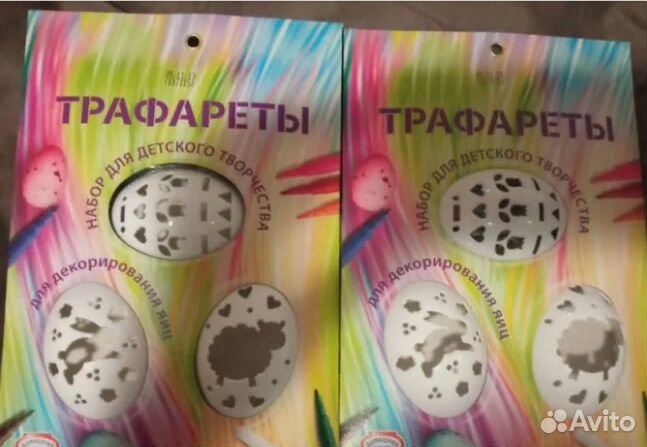 ТРАФАРЕТЫ
НАБОР ДЛЯ ДЕТСКОГО ТВОРЧЕСТВА
для декорирования яиц
ТРАФАРЕТЫ
НАБОР ДЛЯ ДЕТСКОГО ТВОРЧЕСТВА
для декорирования яиц
Avito